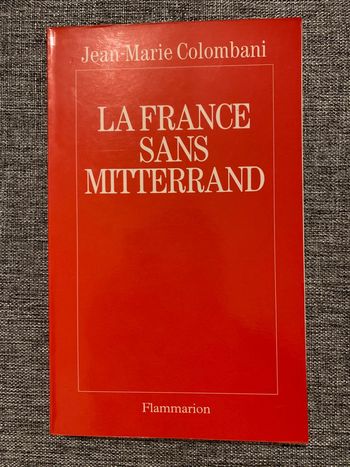 Jean-Marie Colombani
LA FRANCE
SANS
MITTERRAND
Flammarion